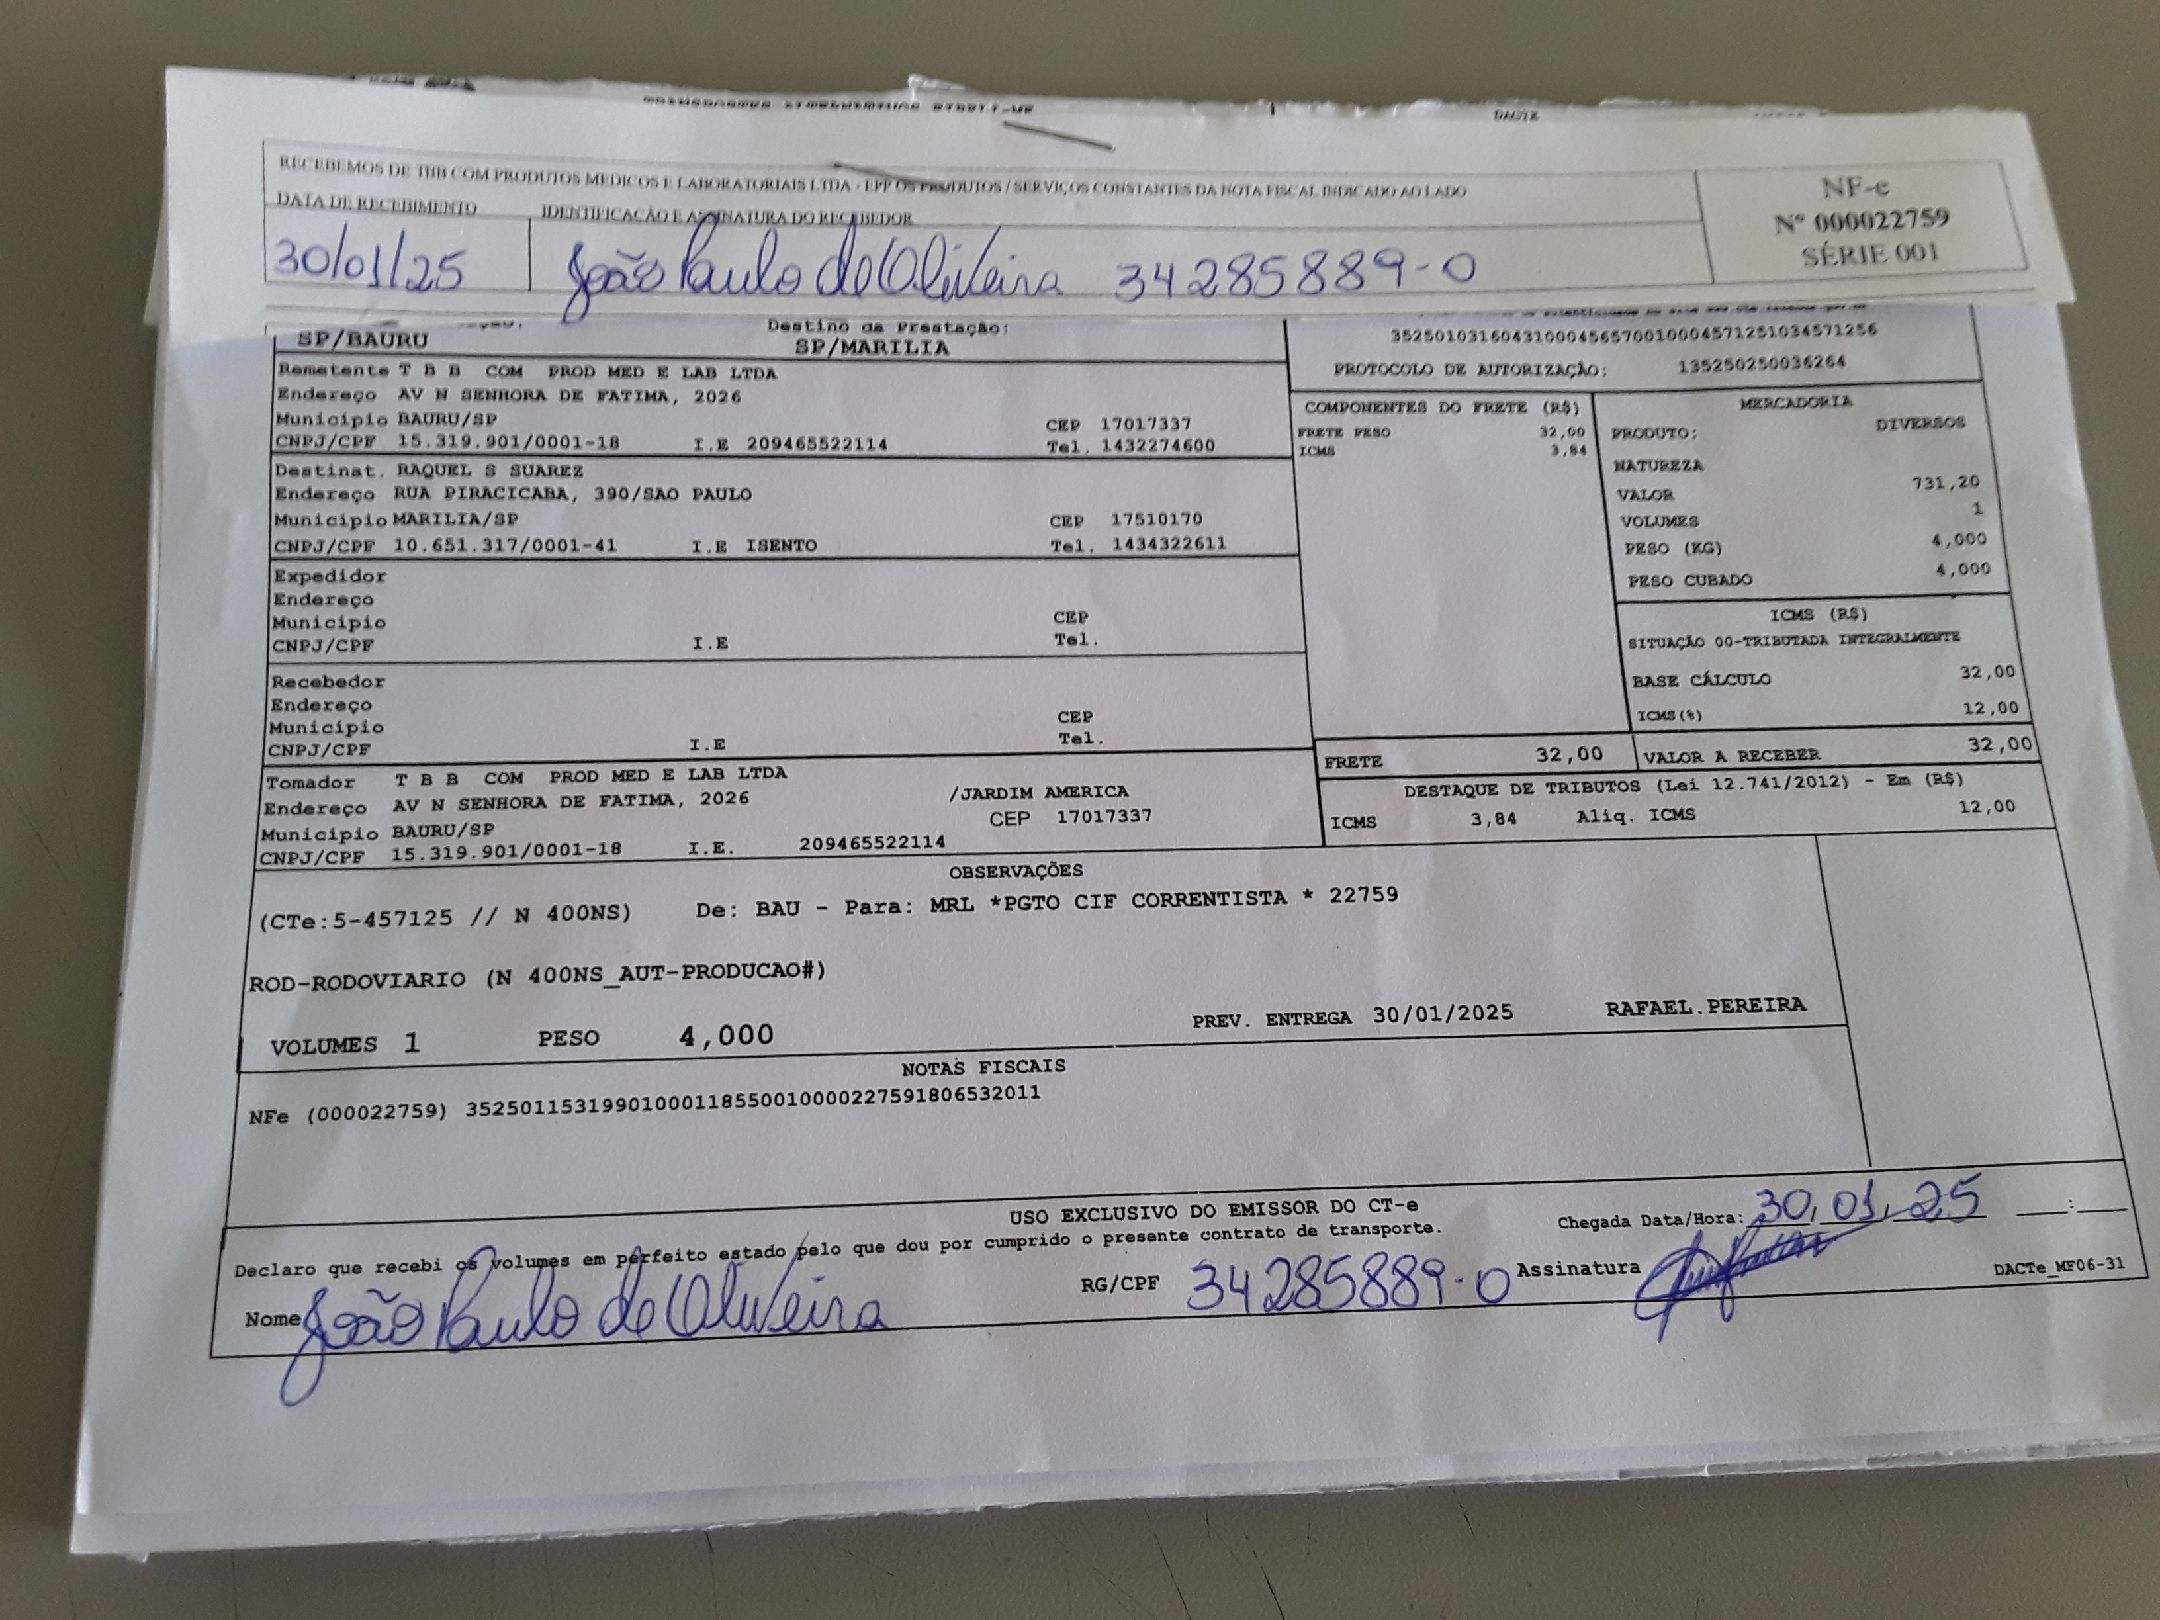 DACTE
RECEBEMOS DE TBB COM PRODUTOS MEDICOS E LABORATORIAIS LTDA - EPP OS PRODUTOS / SERVIÇOS CONSTANTES DA NOTA FISCAL INDICADO AO LADO
DATA DE RECEBIMENTO IDENTIFICAÇÃO E ASSINATURA DO RECEBEDOR
30/01/25 João Paulo de Oliveira 34285889-0
NF-e
Nº 000022759
SÉRIE 001
Destino da Prestação:
SP/BAURU SP/MARILIA
35250103160431000456570010004571251034571256
PROTOCOLO DE AUTORIZAÇÃO: 135250250036264
Remetente T B B COM PROD MED E LAB LTDA
Endereço AV N SENHORA DE FATIMA, 2026
Município BAURU/SP CEP 17017337
CNPJ/CPF 15.319.901/0001-18 I.E 209465522114 Tel. 1432274600
Destinat. RAQUEL S SUAREZ
Endereço RUA PIRACICABA, 390/SAO PAULO
Município MARILIA/SP CEP 17510170
CNPJ/CPF 10.651.317/0001-41 I.E ISENTO Tel. 1434322611
Expedidor
Endereço
Município CEP
CNPJ/CPF I.E Tel.
Recebedor
Endereço
Município CEP
CNPJ/CPF I.E Tel.
Tomador T B B COM PROD MED E LAB LTDA
Endereço AV N SENHORA DE FATIMA, 2026 /JARDIM AMERICA
Município BAURU/SP CEP 17017337
CNPJ/CPF 15.319.901/0001-18 I.E. 209465522114
COMPONENTES DO FRETE (R$)
FRETE PESO 32,00
ICMS 3,84
MERCADORIA
PRODUTO: DIVERSOS
NATUREZA
VALOR 731,20
VOLUMES 1
PESO (KG) 4,000
PESO CUBADO 4,000
ICMS (R$)
SITUAÇÃO 00-TRIBUTADA INTEGRALMENTE
BASE CÁLCULO 32,00
ICMS(%) 12,00
FRETE 32,00 VALOR A RECEBER 32,00
DESTAQUE DE TRIBUTOS (Lei 12.741/2012) - Em (R$)
ICMS 3,84 Aliq. ICMS 12,00
OBSERVAÇÕES
(CTe:5-457125 // N 400NS) De: BAU - Para: MRL *PGTO CIF CORRENTISTA * 22759
ROD-RODOVIARIO (N 400NS_AUT-PRODUCAO#)
VOLUMES 1 PESO 4,000 PREV. ENTREGA 30/01/2025 RAFAEL.PEREIRA
NOTAS FISCAIS
NFe (000022759) 35250115319901000118550010000227591806532011
USO EXCLUSIVO DO EMISSOR DO CT-e
Declaro que recebi os volumes em perfeito estado pelo que dou por cumprido o presente contrato de transporte.
Chegada Data/Hora: 30,01,25 __:__
Nome João Paulo de Oliveira RG/CPF 34285889-0 Assinatura
DACTe_MF06-31